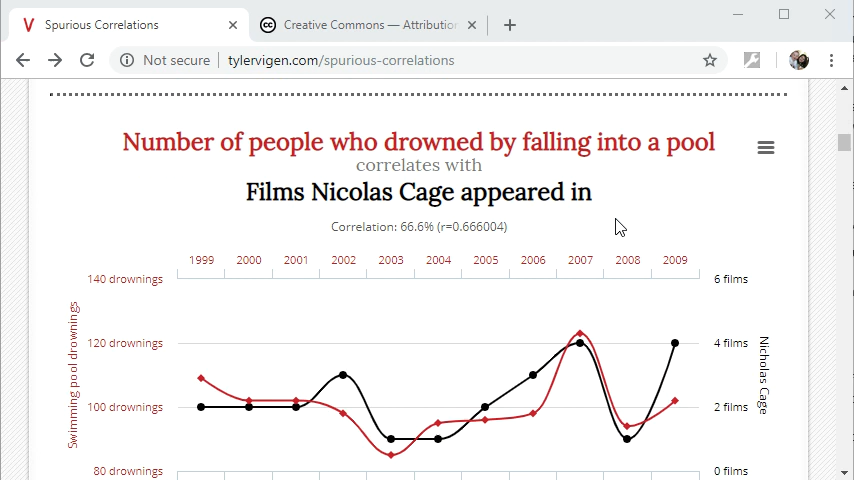 Spurious Correlations
Creative Commons — Attribution
Not secure
tylervigen.com/spurious-correlations
Number of people who drowned by falling into a pool
correlates with
Films Nicolas Cage appeared in
Correlation: 66.6% (r=0.666004)
1999 2000 2001 2002 2003 2004 2005 2006 2007 2008 2009
140 drownings 6 films
120 drownings 4 films
100 drownings 2 films
80 drownings 0 films
Swimming pool drownings
Nicholas Cage